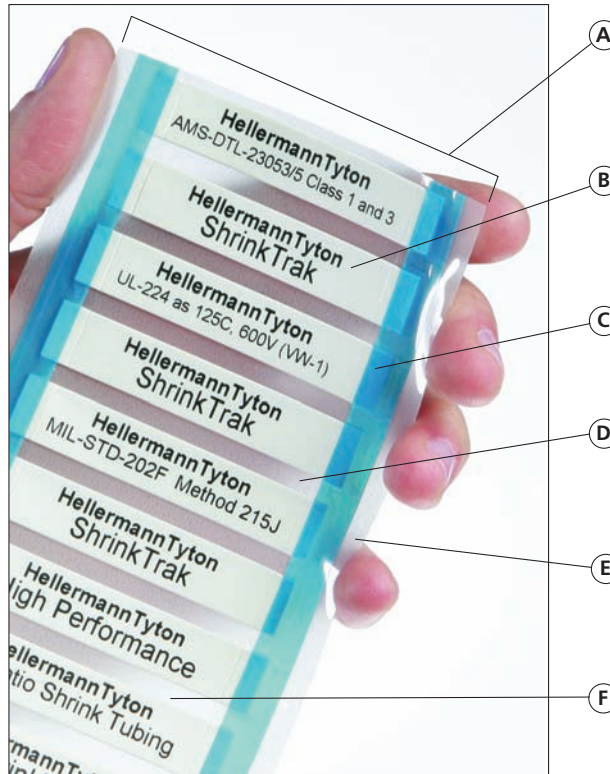 HellermannTyton
AMS-DTL-23053/5 Class 1 and 3
HellermannTyton
ShrinkTrak
HellermannTyton
UL-224 as 125C, 600V (VW-1)
HellermannTyton
ShrinkTrak
HellermannTyton
MIL-STD-202F Method 215J
HellermannTyton
ShrinkTrak
HellermannTyton
High Performance
HellermannTyton
Shrink Tubing
A
B
C
D
E
F